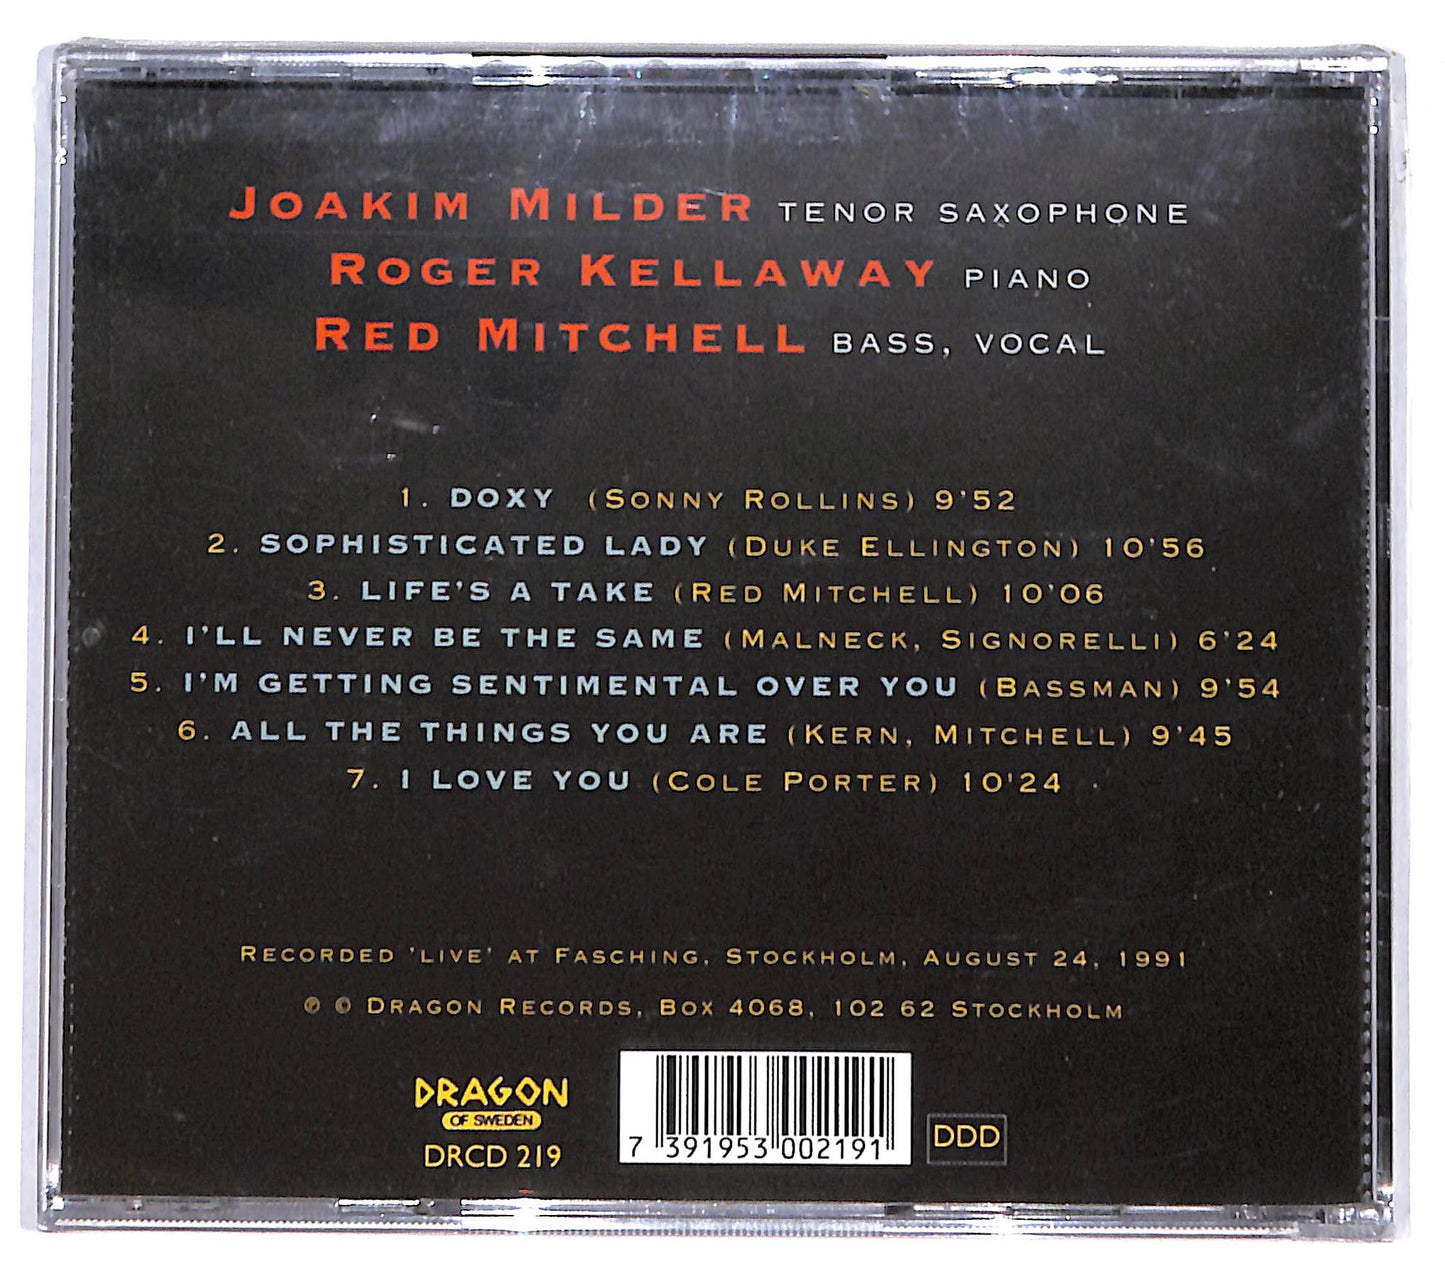 JOAKIM MILDER TENOR SAXOPHONE
ROGER KELLAWAY PIANO
RED MITCHELL BASS, VOCAL
1. DOXY (SONNY ROLLINS) 9'52
2. SOPHISTICATED LADY (DUKE ELLINGTON) 10'56
3. LIFE'S A TAKE (RED MITCHELL) 10'06
4. I'LL NEVER BE THE SAME (MALNECK, SIGNORELLI) 6'24
5. I'M GETTING SENTIMENTAL OVER YOU (BASSMAN) 9'54
6. ALL THE THINGS YOU ARE (KERN, MITCHELL) 9'45
7. I LOVE YOU (COLE PORTER) 10'24
RECORDED 'LIVE' AT FASCHING, STOCKHOLM, AUGUST 24, 1991
℗ © DRAGON RECORDS, BOX 4068, 102 62 STOCKHOLM
DRAGON
OF SWEDEN
DRCD 219
7 391953 002191
DDD